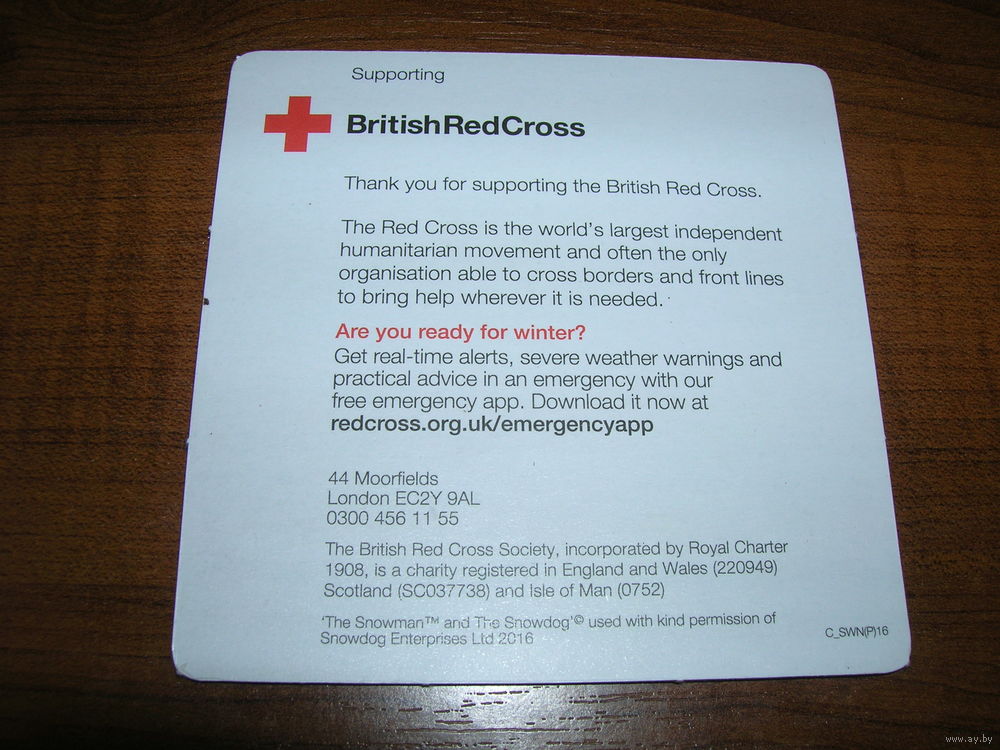 Supporting
BritishRedCross
Thank you for supporting the British Red Cross.
The Red Cross is the world's largest independent
humanitarian movement and often the only
organisation able to cross borders and front lines
to bring help wherever it is needed.
Are you ready for winter?
Get real-time alerts, severe weather warnings and
practical advice in an emergency with our
free emergency app. Download it now at
redcross.org.uk/emergencyapp
44 Moorfields
London EC2Y 9AL
0300 456 11 55
The British Red Cross Society, incorporated by Royal Charter
1908, is a charity registered in England and Wales (220949)
Scotland (SC037738) and Isle of Man (0752)
'The Snowman™ and The Snowdog'© used with kind permission of
Snowdog Enterprises Ltd 2016
C_SWN(P)16
www.ay.by